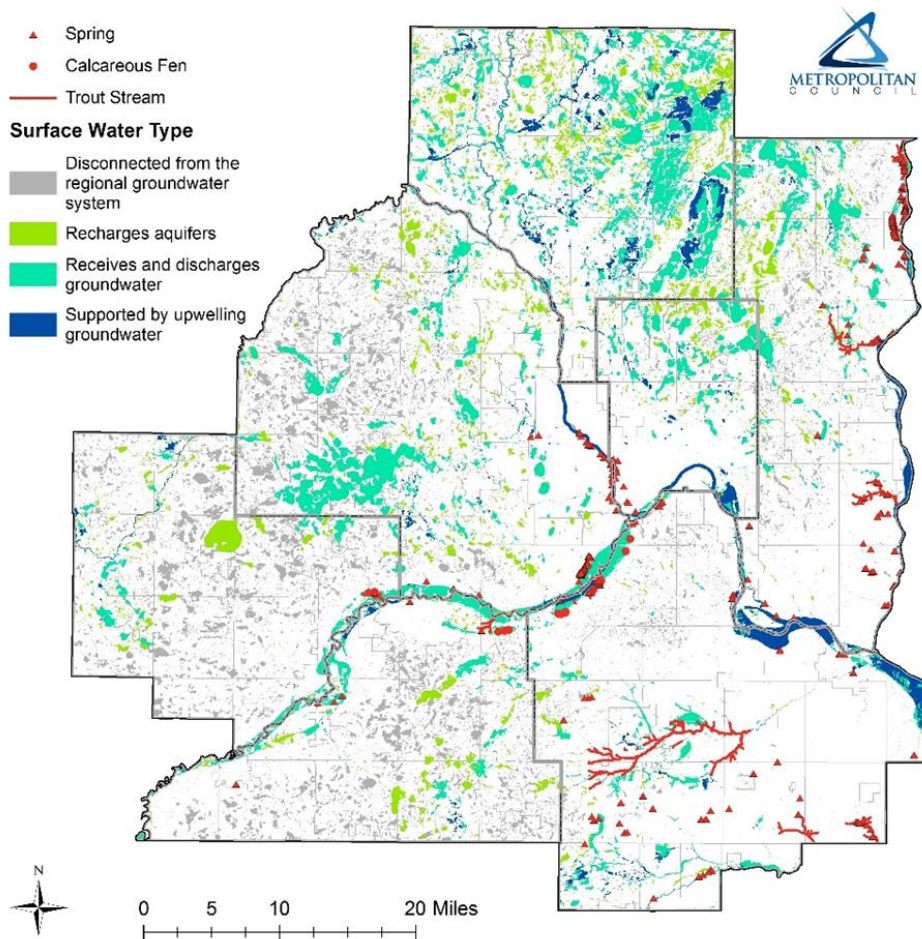 Spring
Calcareous Fen
Trout Stream
Surface Water Type
Disconnected from the
regional groundwater
system
Recharges aquifers
Receives and discharges
groundwater
Supported by upwelling
groundwater
METROPOLITAN
COUNCIL
N
0 5 10 20 Miles